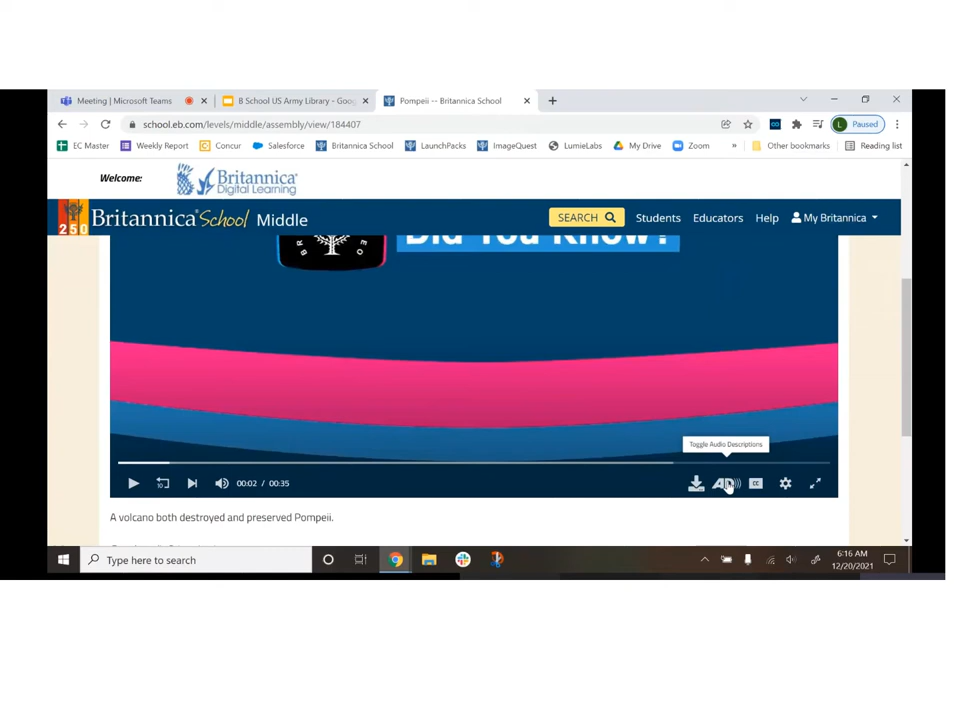 Meeting | Microsoft Teams
B School US Army Library - Goo
Pompeii -- Britannica School
school.eb.com/levels/middle/assembly/view/184407
L Paused
EC Master
Weekly Report
Concur
Salesforce
Britannica School
LaunchPacks
ImageQuest
LumieLabs
My Drive
Zoom
»
Other bookmarks
Reading list
Welcome:
Britannica
Digital Learning
250
Britannica School Middle
SEARCH
Students
Educators
Help
My Britannica
Did You Know?
Toggle Audio Descriptions
10
00:02 / 00:35
AD
CC
A volcano both destroyed and preserved Pompeii.
Type here to search
6:16 AM
12/20/2021